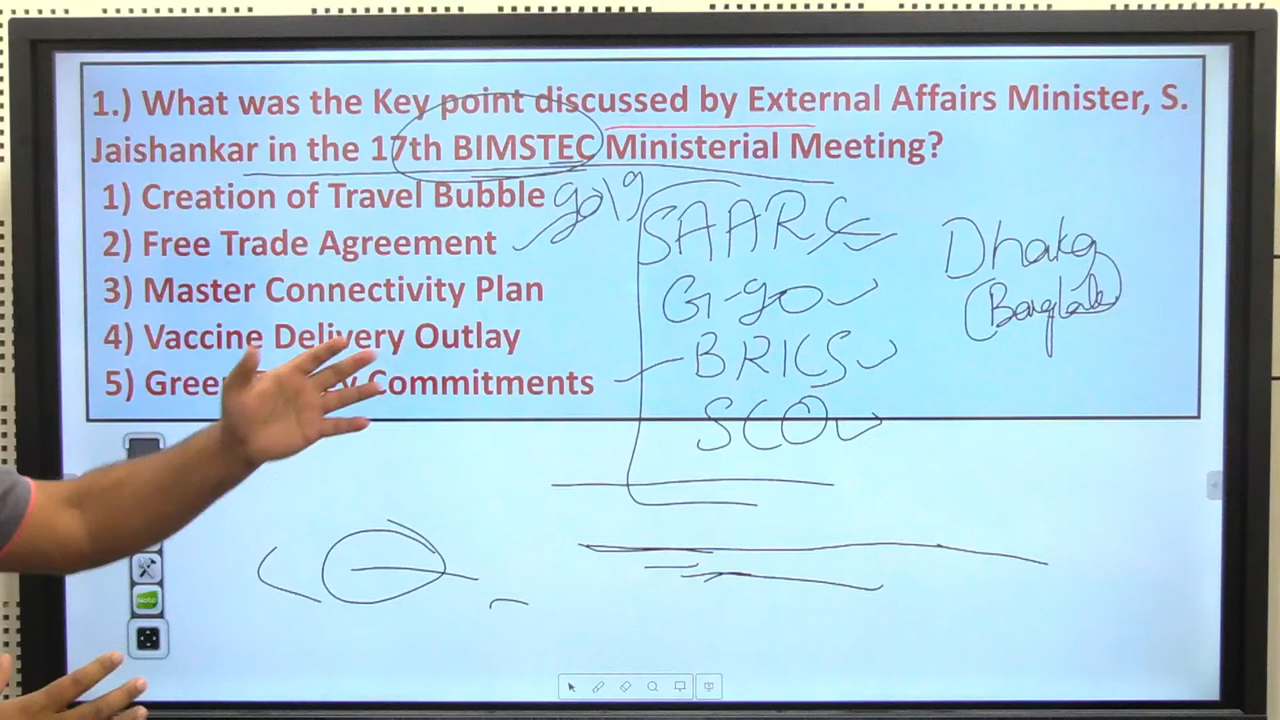 1.) What was the Key point discussed by External Affairs Minister, S.
Jaishankar in the 17th BIMSTEC Ministerial Meeting?
1) Creation of Travel Bubble
2) Free Trade Agreement
3) Master Connectivity Plan
4) Vaccine Delivery Outlay
5) Commitments
SAARC
G-20
BRICS
SCO
Dhaka
Note